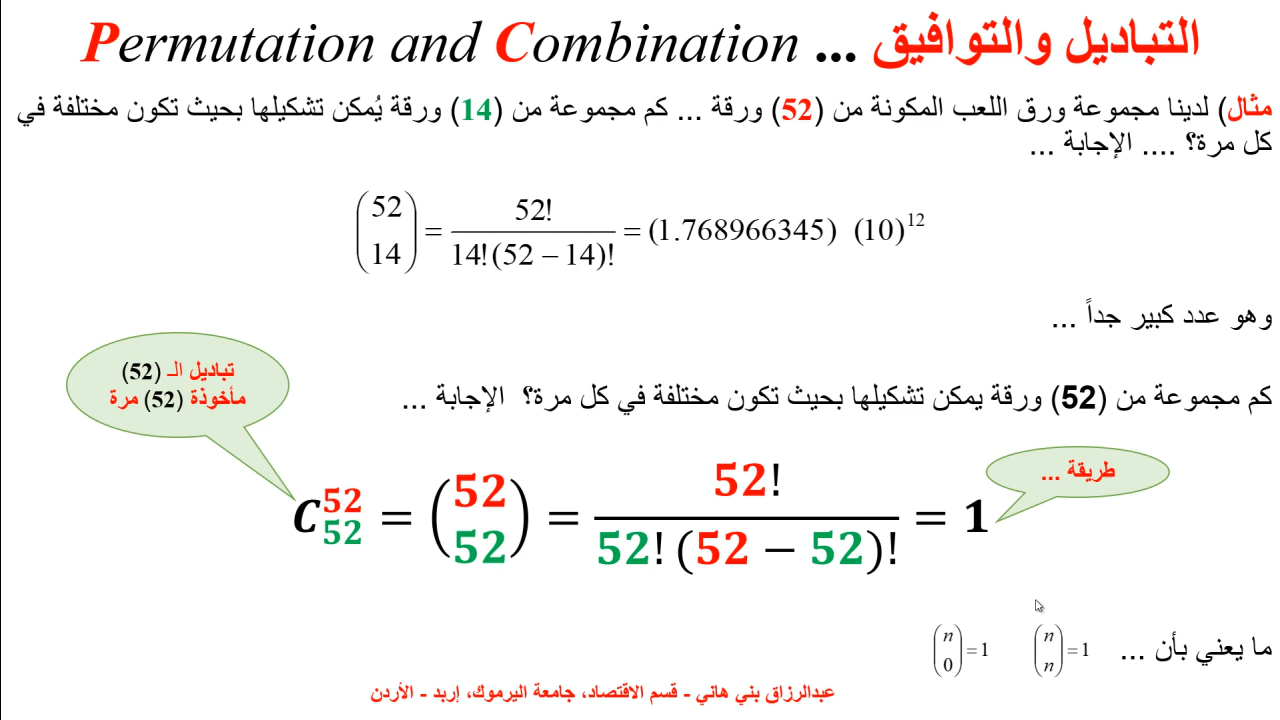 Permutation and Combination ... التباديل والتوافيق
مثال) لدينا مجموعة ورق اللعب المكونة من (52) ورقة ... كم مجموعة من (14) ورقة يُمكن تشكيلها بحيث تكون مختلفة في
كل مرة؟ .... الإجابة ...
(52 14) = 52! / 14!(52 − 14)! = (1.768966345) (10)^12
وهو عدد كبير جداً ...
تباديل الـ (52)
مأخوذة (52) مرة
كم مجموعة من (52) ورقة يمكن تشكيلها بحيث تكون مختلفة في كل مرة؟ الإجابة ...
طريقة ...
C^52_52 = (52 52) = 52! / 52! (52 − 52)! = 1
ما يعني بأن ... (n n) = 1 (n 0) = 1
عبدالرزاق بني هاني - قسم الاقتصاد، جامعة اليرموك، إربد - الأردن